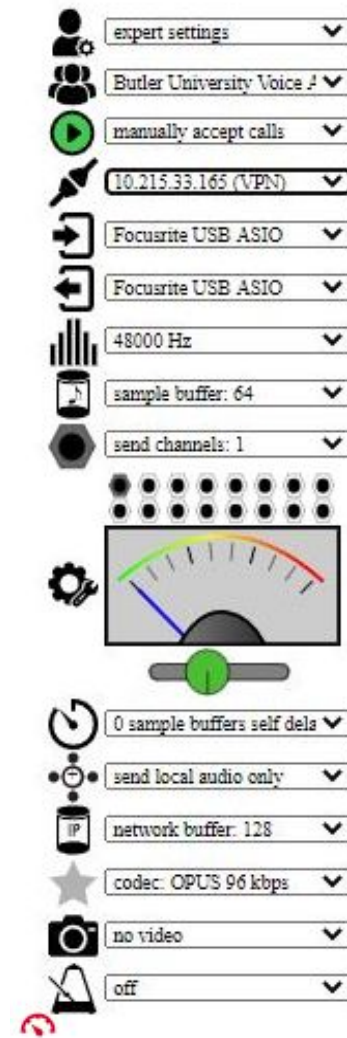 expert settings
Butler University Voice A
manually accept calls
10.215.33.165 (VPN)
Focusrite USB ASIO
Focusrite USB ASIO
48000 Hz
sample buffer: 64
send channels: 1
0 sample buffers self dela
send local audio only
IP
network buffer: 128
codec: OPUS 96 kbps
no video
off